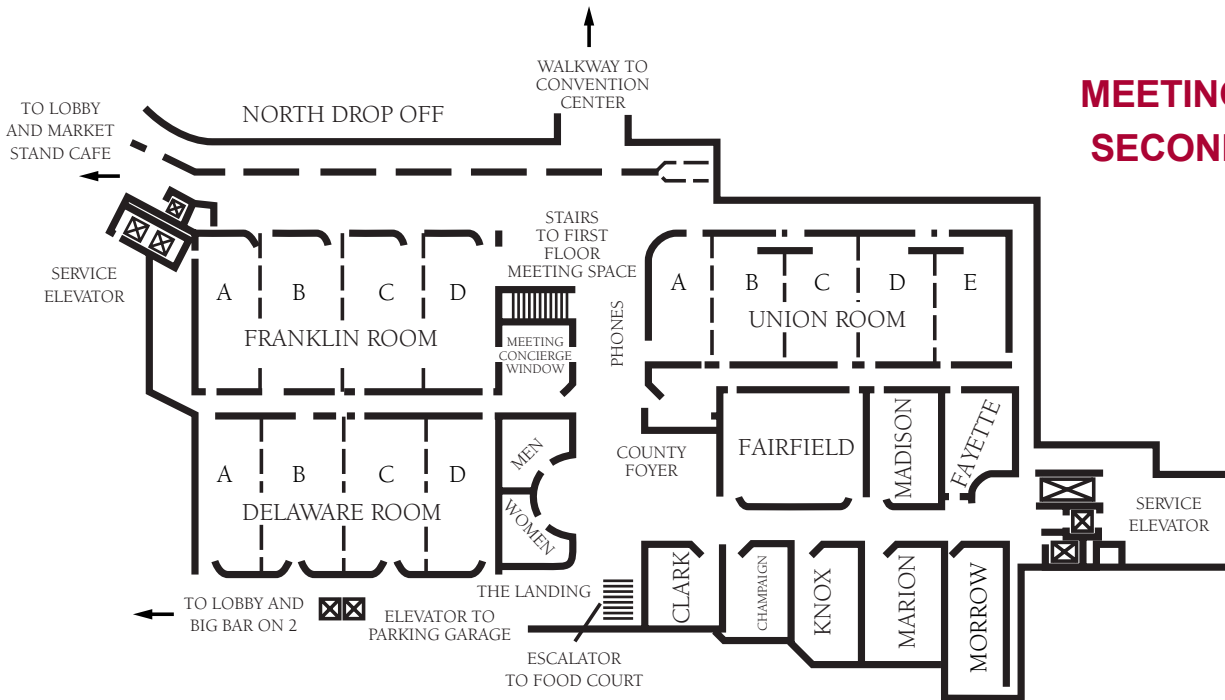 WALKWAY TO
CONVENTION
CENTER
MEETING
SECOND
TO LOBBY
AND MARKET
STAND CAFE
NORTH DROP OFF
STAIRS
TO FIRST
FLOOR
MEETING SPACE
SERVICE
ELEVATOR
A
B
C
D
FRANKLIN ROOM
MEETING
CONCIERGE
WINDOW
PHONES
A
B
C
D
E
UNION ROOM
A
B
C
D
DELAWARE ROOM
MEN
WOMEN
COUNTY
FOYER
FAIRFIELD
MADISON
FAYETTE
SERVICE
ELEVATOR
TO LOBBY AND
BIG BAR ON 2
ELEVATOR TO
PARKING GARAGE
THE LANDING
ESCALATOR
TO FOOD COURT
CLARK
CHAMPAIGN
KNOX
MARION
MORROW